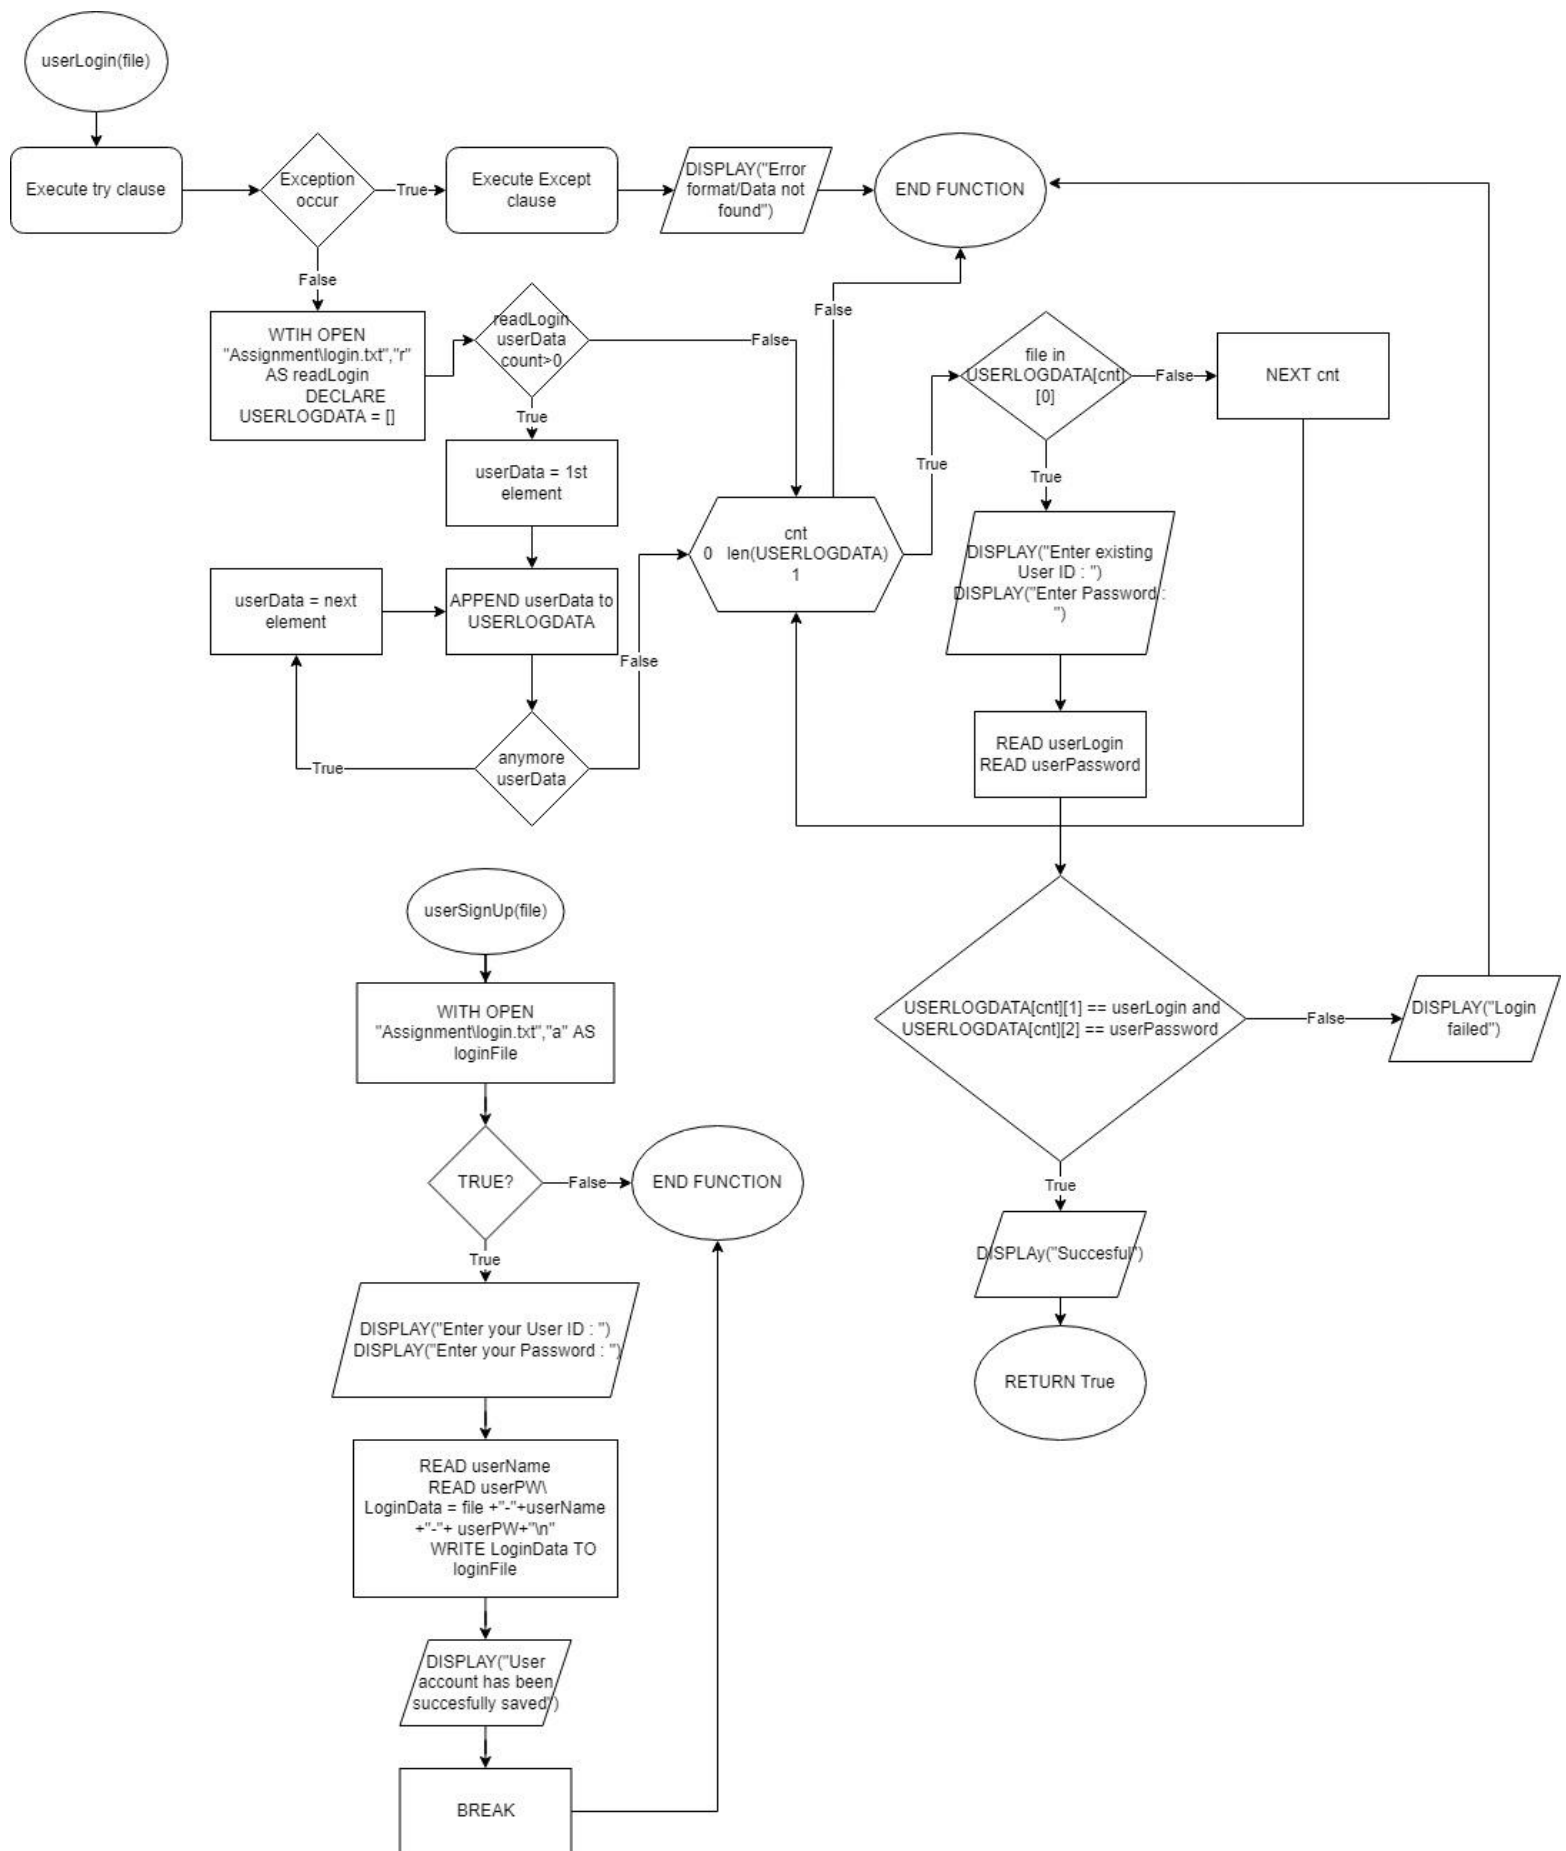 userLogin(file)
Execute try clause
Exception
occur
True
Execute Except
clause
DISPLAY("Error
format/Data not
found")
END FUNCTION
False
WTIH OPEN
"Assignment\login.txt","r"
AS readLogin
DECLARE
USERLOGDATA = []
readLogin
userData
count>0
False
True
userData = 1st
element
userData = next
element
APPEND userData to
USERLOGDATA
False
anymore
userData
True
False
cnt
0 len(USERLOGDATA)
1
True
file in
USERLOGDATA[cnt]
[0]
False
NEXT cnt
True
DISPLAY("Enter existing
User ID : ")
DISPLAY("Enter Password :
")
READ userLogin
READ userPassword
USERLOGDATA[cnt][1] == userLogin and
USERLOGDATA[cnt][2] == userPassword
False
DISPLAY("Login
failed")
True
DISPLAy("Succesful")
RETURN True
userSignUp(file)
WITH OPEN
"Assignment\login.txt","a" AS
loginFile
TRUE?
False
END FUNCTION
True
DISPLAY("Enter your User ID : ")
DISPLAY("Enter your Password : ")
READ userName
READ userPW\
LoginData = file +"-"+userName
+"-"+ userPW+"\n"
WRITE LoginData TO
loginFile
DISPLAY("User
account has been
succesfully saved")
BREAK